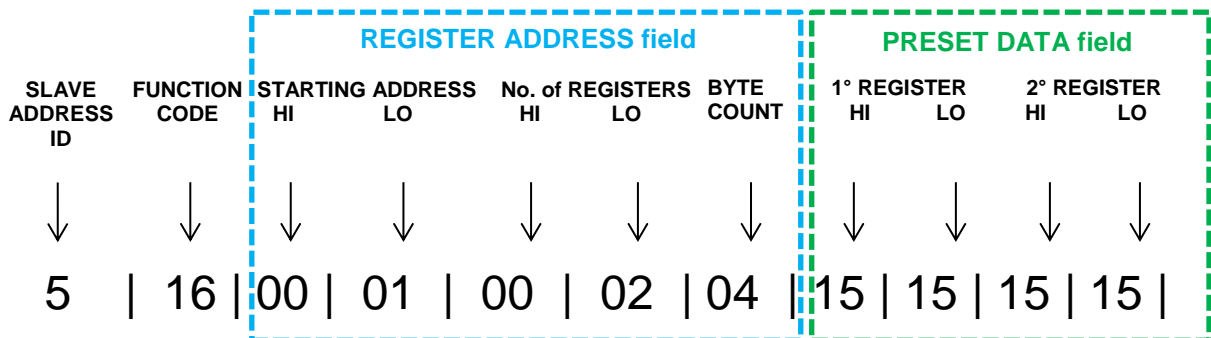 REGISTER ADDRESS field PRESET DATA field
SLAVE FUNCTION STARTING ADDRESS No. of REGISTERS BYTE 1° REGISTER 2° REGISTER
ADDRESS CODE HI LO HI LO COUNT HI LO HI LO
ID
5 | 16 | 00 | 01 | 00 | 02 | 04 | 15 | 15 | 15 | 15 |